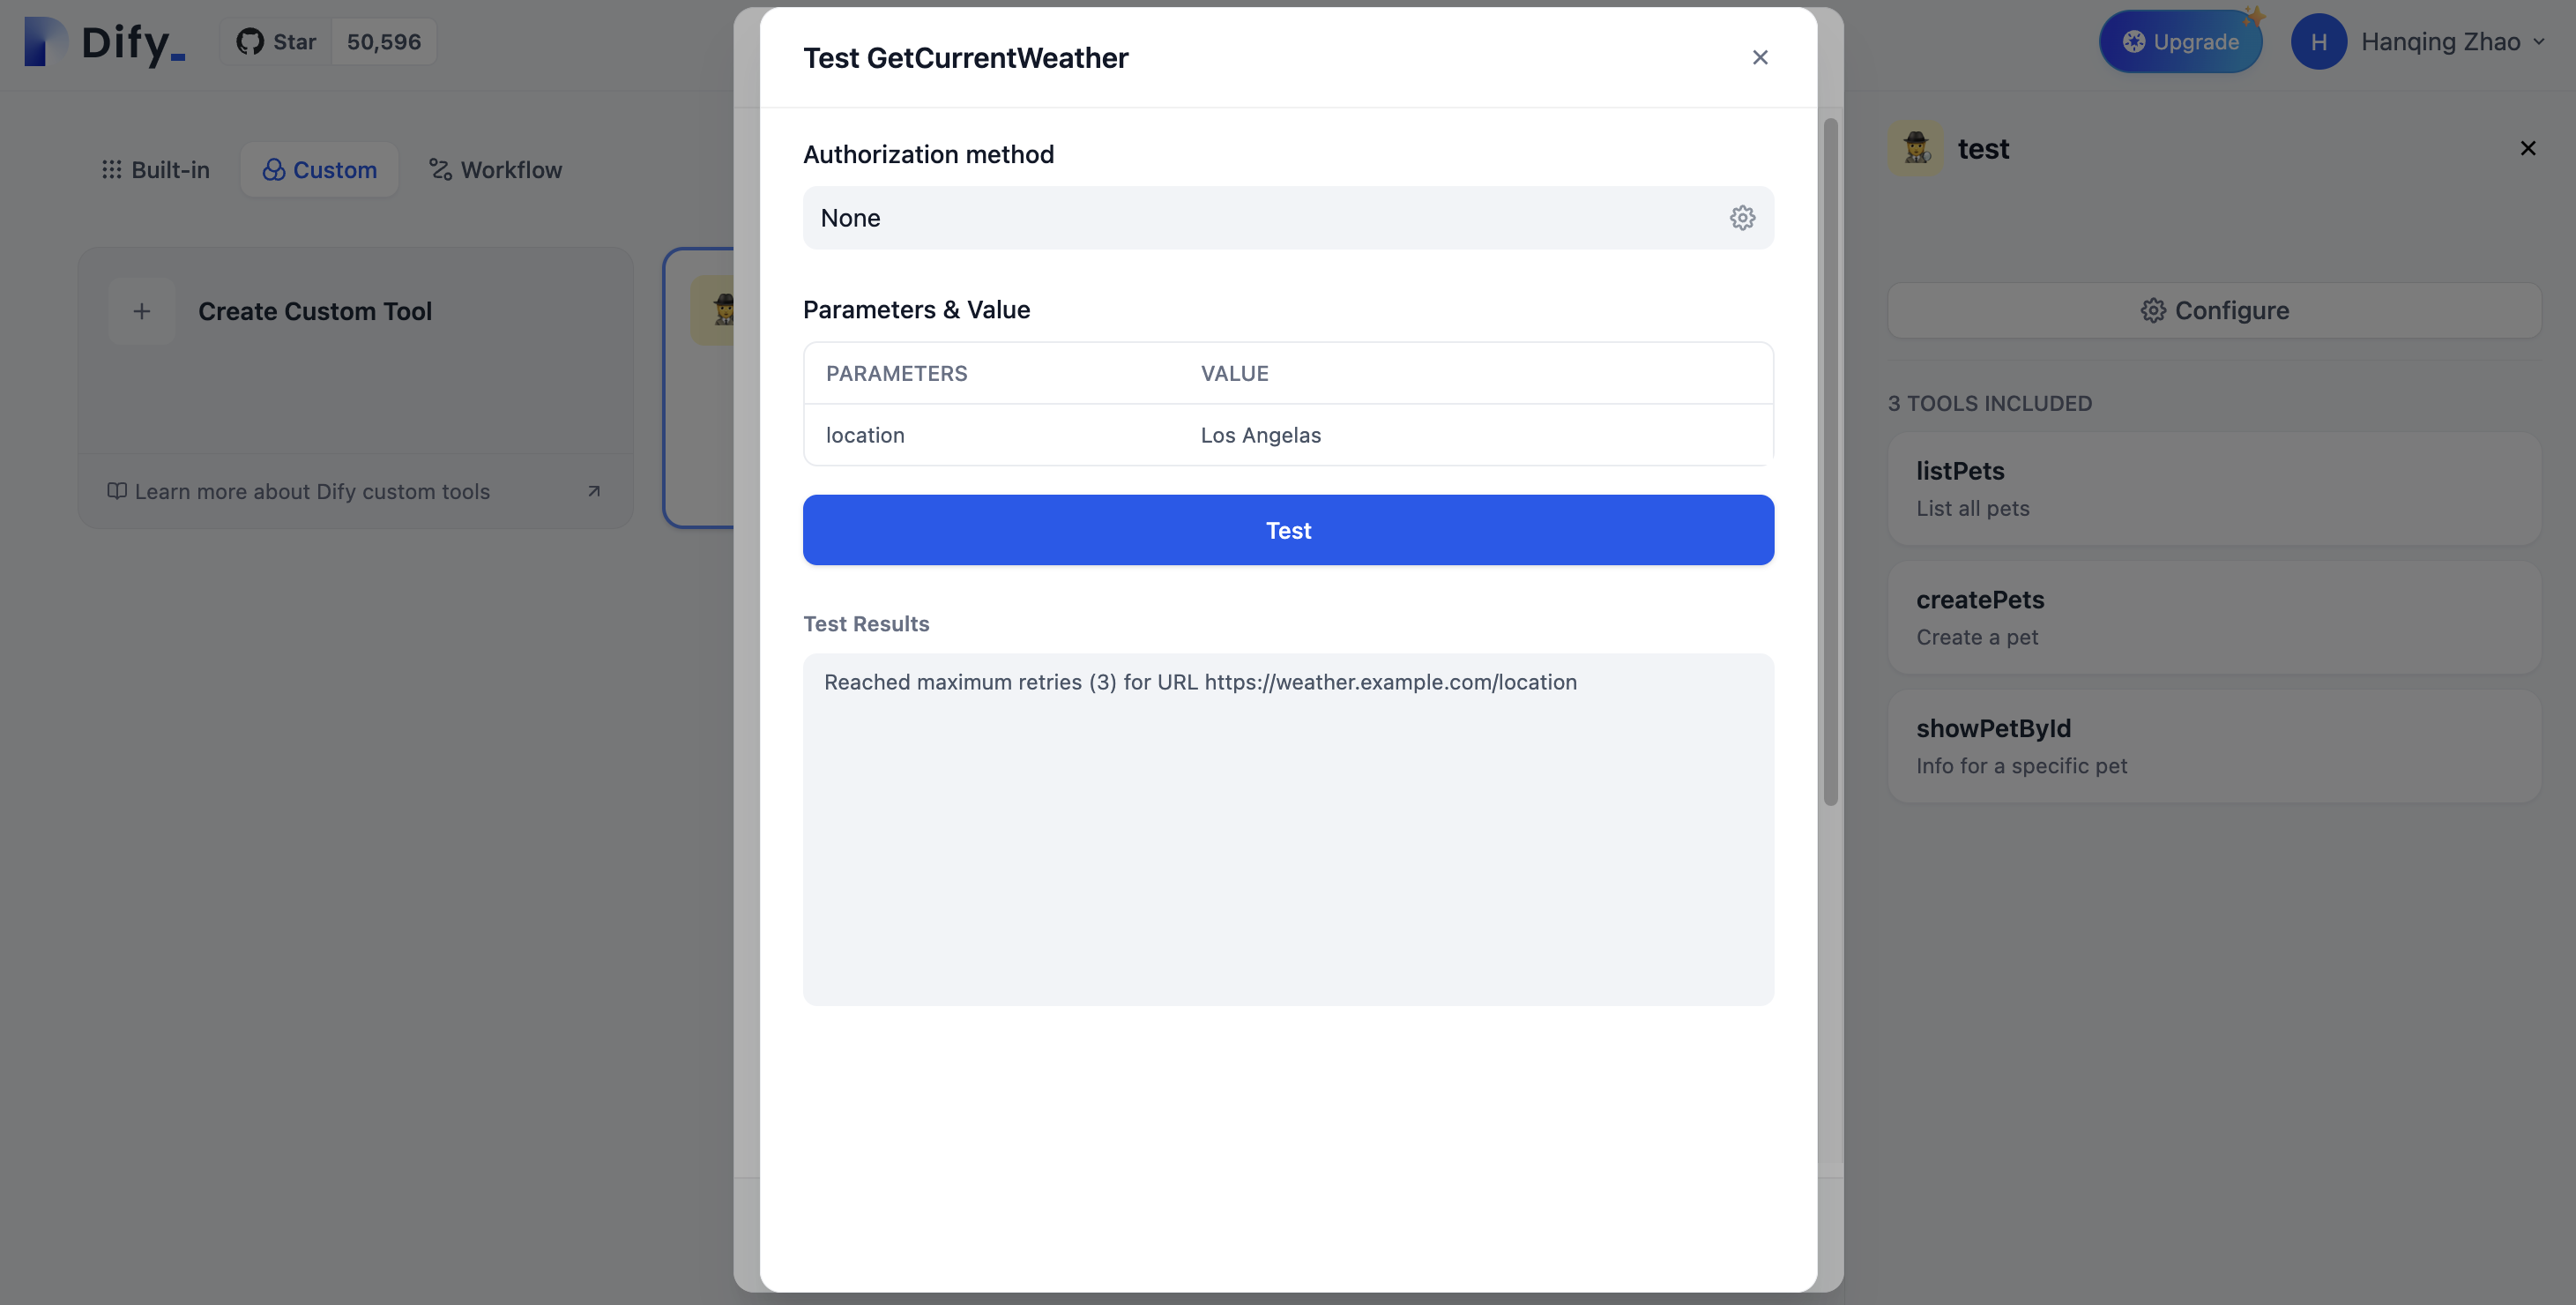 Dify_
Star 50,596
Upgrade
H Hanqing Zhao
Built-in
Custom
Workflow
Create Custom Tool
Learn more about Dify custom tools
Test GetCurrentWeather
Authorization method
None
Parameters & Value
PARAMETERS VALUE
location Los Angelas
Test
Test Results
Reached maximum retries (3) for URL https://weather.example.com/location
test
Configure
3 TOOLS INCLUDED
listPets
List all pets
createPets
Create a pet
showPetById
Info for a specific pet